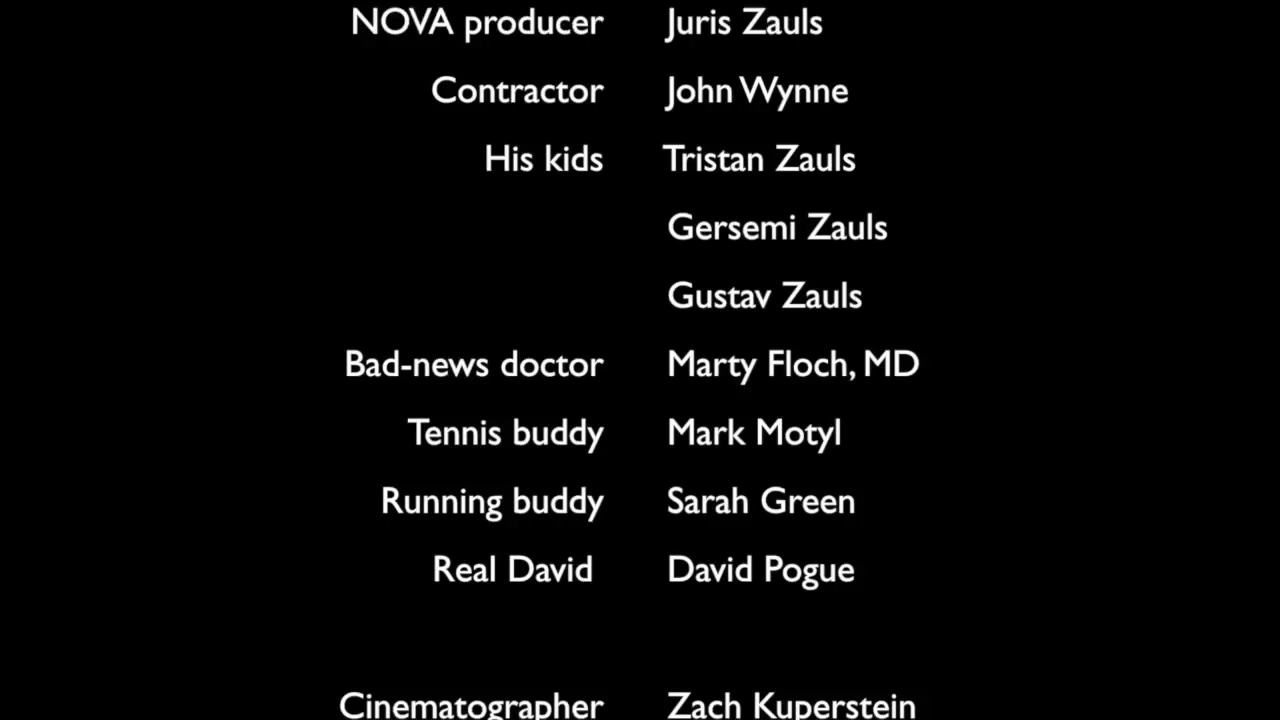 NOVA producer Juris Zauls
Contractor John Wynne
His kids Tristan Zauls
Gersemi Zauls
Gustav Zauls
Bad-news doctor Marty Floch, MD
Tennis buddy Mark Motyl
Running buddy Sarah Green
Real David David Pogue
Cinematographer Zach Kuperstein